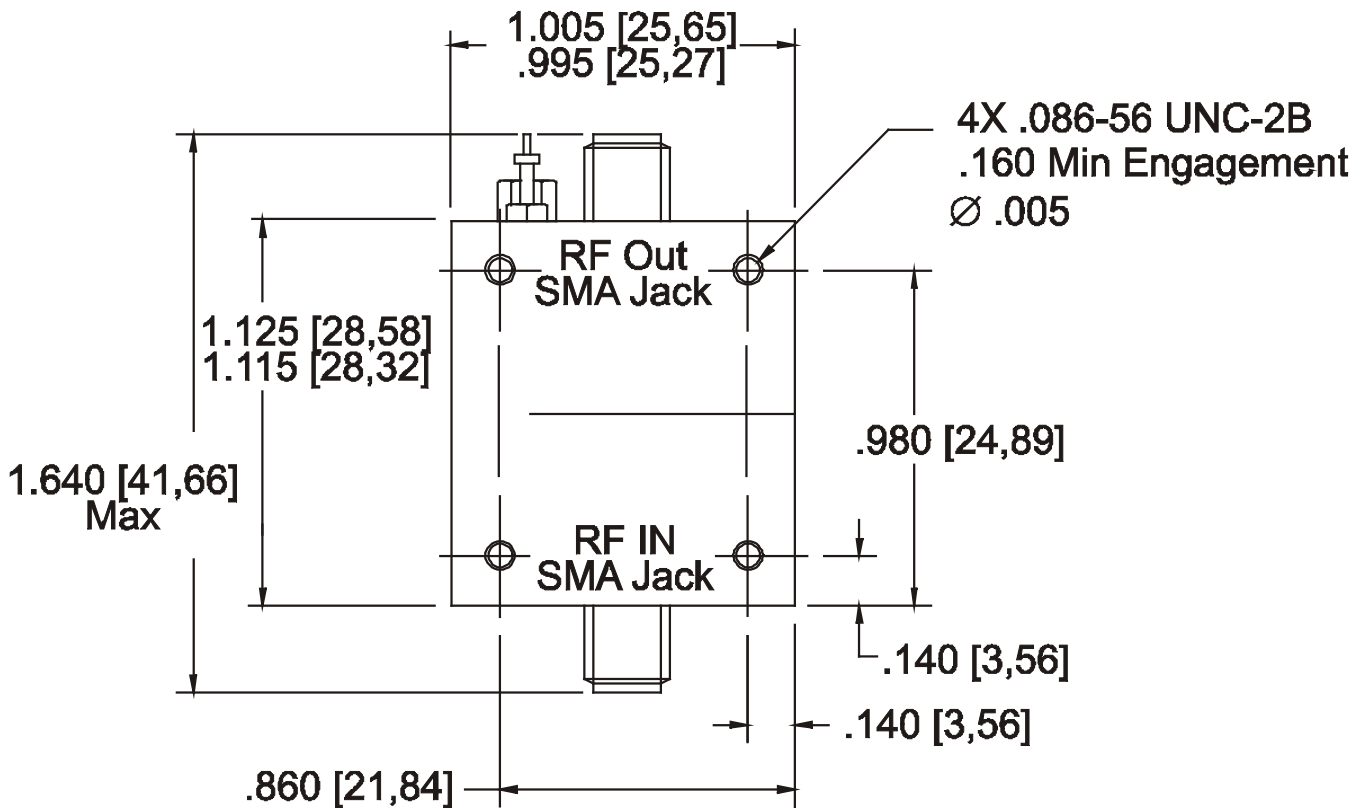 1.005 [25,65]
.995 [25,27]
4X .086-56 UNC-2B
.160 Min Engagement
∅ .005
RF Out
SMA Jack
1.125 [28,58]
1.115 [28,32]
.980 [24,89]
1.640 [41,66]
Max
RF IN
SMA Jack
.140 [3,56]
.140 [3,56]
.860 [21,84]